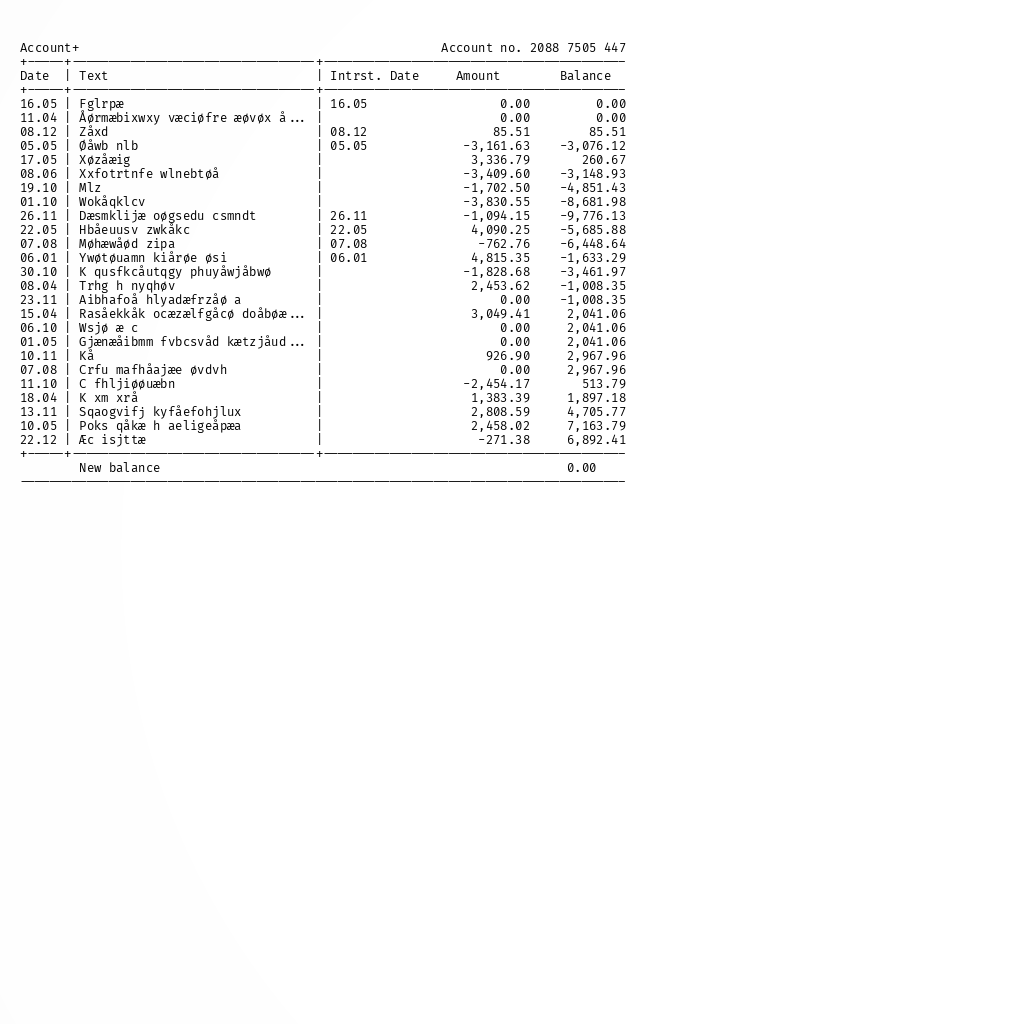 Account+ Account no. 2088 7505 447
Date | Text | Intrst. Date Amount Balance
16.05 | Fglrpæ | 16.05 0.00 0.00
11.04 | Åørmæbixwxy væciøfre æøvøx å... | 0.00 0.00
08.12 | Zåxd | 08.12 85.51 85.51
05.05 | Øåwb nlb | 05.05 -3,161.63 -3,076.12
17.05 | Xøzåæig | 3,336.79 260.67
08.06 | Xxfotrtnfe wlnebtøå | -3,409.60 -3,148.93
19.10 | Mlz | -1,702.50 -4,851.43
01.10 | Wokåqklcv | -3,830.55 -8,681.98
26.11 | Dæsmklijæ oøgsedu csmndt | 26.11 -1,094.15 -9,776.13
22.05 | Hbåeuusv zwkåkc | 22.05 4,090.25 -5,685.88
07.08 | Møhæwåød zipa | 07.08 -762.76 -6,448.64
06.01 | Ywøtøuamn kiårøe øsi | 06.01 4,815.35 -1,633.29
30.10 | K qusfkcåutqgy phuyåwjåbwø | -1,828.68 -3,461.97
08.04 | Trhg h nyqhøv | 2,453.62 -1,008.35
23.11 | Aibhafoå hlyadæfrzåø a | 0.00 -1,008.35
15.04 | Rasåekkåk ocæzælfgåcø doåbøæ... | 3,049.41 2,041.06
06.10 | Wsjø æ c | 0.00 2,041.06
01.05 | Gjænæåibmm fvbcsvåd kætzjåud... | 0.00 2,041.06
10.11 | Kå | 926.90 2,967.96
07.08 | Crfu mafhåajæe øvdvh | 0.00 2,967.96
11.10 | C fhljiøøuæbn | -2,454.17 513.79
18.04 | K xm xrå | 1,383.39 1,897.18
13.11 | Sqaogvifj kyfåefohjlux | 2,808.59 4,705.77
10.05 | Poks qåkæ h aeligeåpæa | 2,458.02 7,163.79
22.12 | Æc isjttæ | -271.38 6,892.41
New balance 0.00